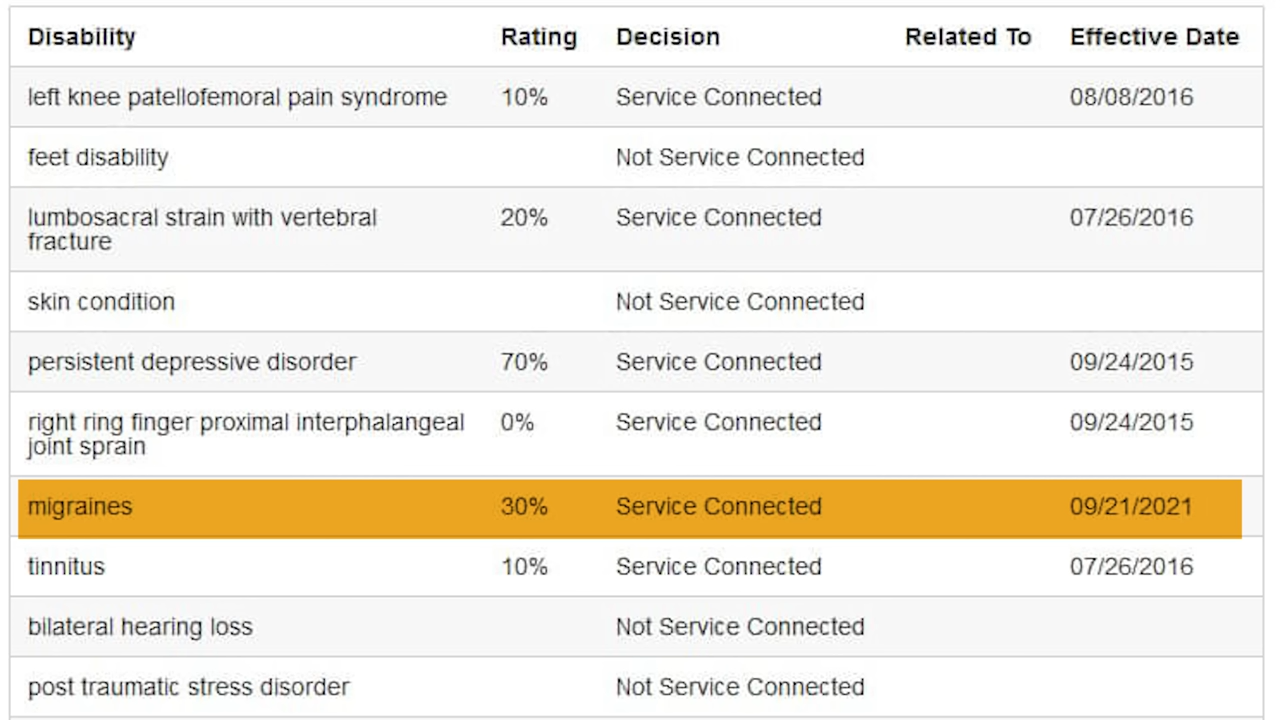 Disability Rating Decision Related To Effective Date
left knee patellofemoral pain syndrome 10% Service Connected 08/08/2016
feet disability Not Service Connected
lumbosacral strain with vertebral 20% Service Connected 07/26/2016
fracture
skin condition Not Service Connected
persistent depressive disorder 70% Service Connected 09/24/2015
right ring finger proximal interphalangeal 0% Service Connected 09/24/2015
joint sprain
migraines 30% Service Connected 09/21/2021
tinnitus 10% Service Connected 07/26/2016
bilateral hearing loss Not Service Connected
post traumatic stress disorder Not Service Connected